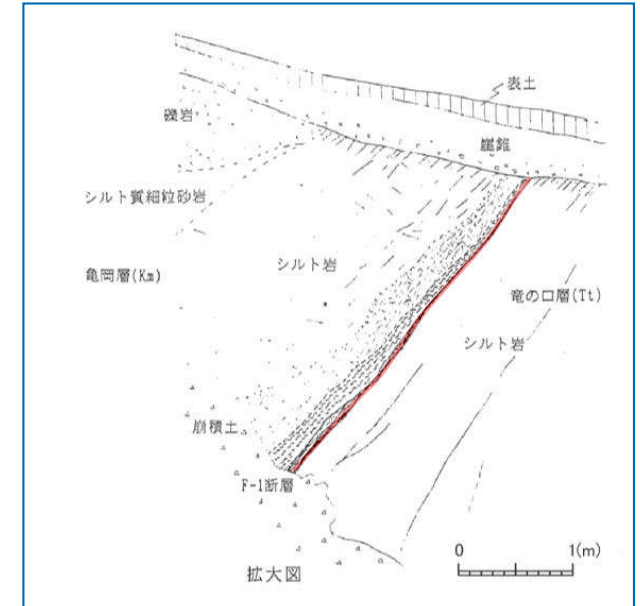 表土
礫岩
崖錐
シルト質細粒砂岩
シルト岩
亀岡層(Km)
竜の口層(Tt)
シルト岩
崩積土
F-1断層
0 1(m)
拡大図